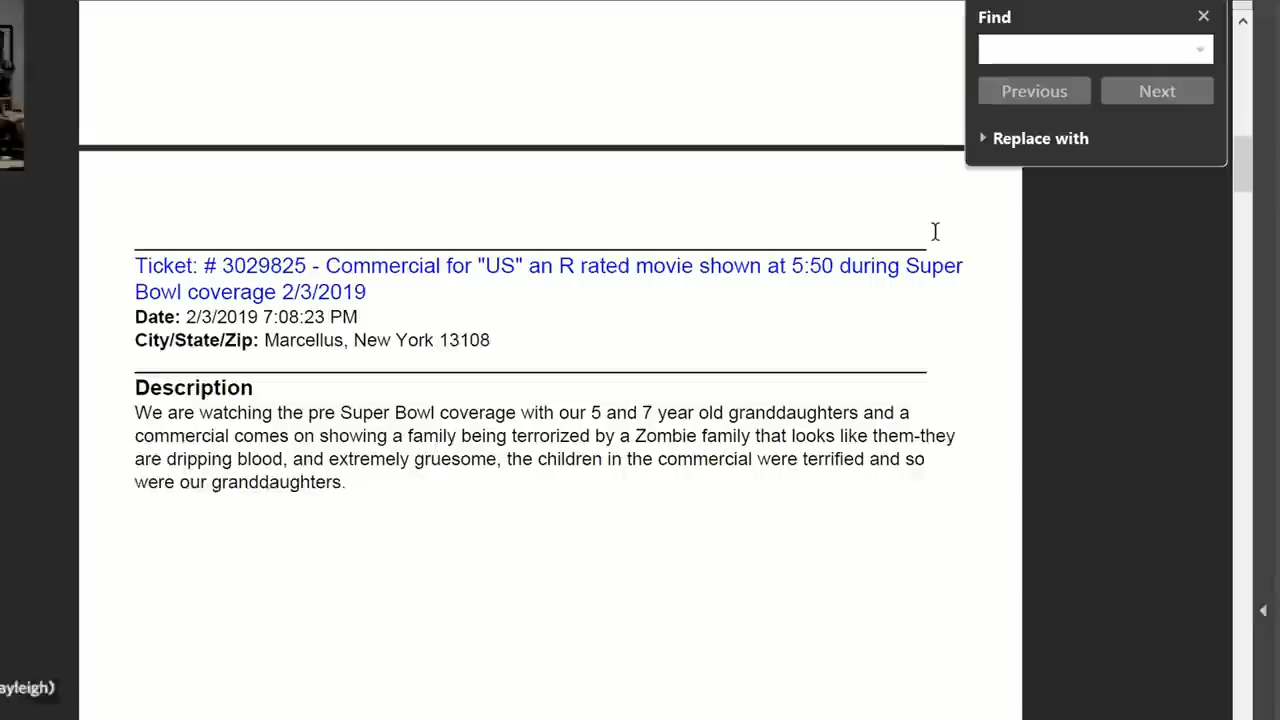 Find
Previous Next
Replace with
Ticket: # 3029825 - Commercial for "US" an R rated movie shown at 5:50 during Super
Bowl coverage 2/3/2019
Date: 2/3/2019 7:08:23 PM
City/State/Zip: Marcellus, New York 13108
Description
We are watching the pre Super Bowl coverage with our 5 and 7 year old granddaughters and a
commercial comes on showing a family being terrorized by a Zombie family that looks like them-they
are dripping blood, and extremely gruesome, the children in the commercial were terrified and so
were our granddaughters.
ayleigh)